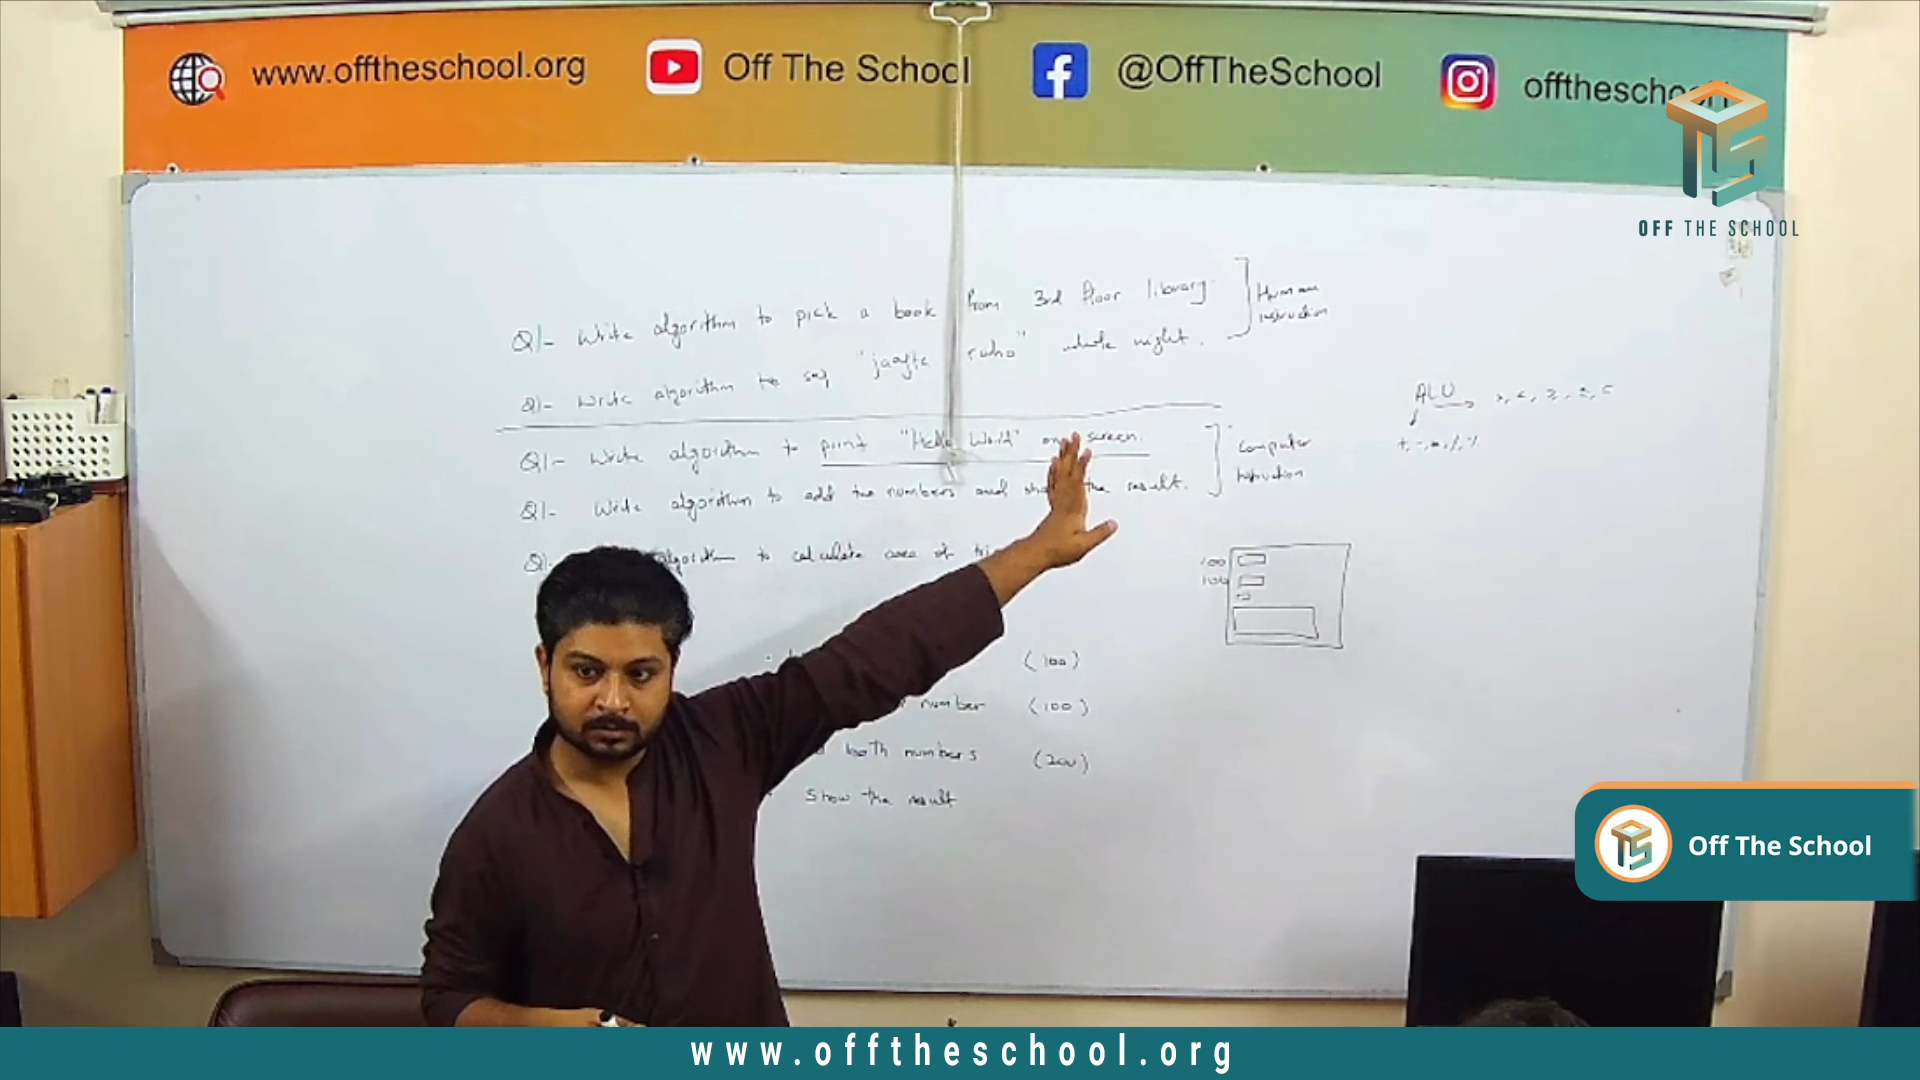 www.offtheschool.org
Off The School
@OffTheSchool
offtheschool
OFF THE SCHOOL
Q1- Write algorithm to pick a book from 3rd floor library.
Q1- Write algorithm to say "jaagte raho" whole night.
Human
Instruction
Q1- Write algorithm to print "Hello World" on screen.
Q1- Write algorithm to add two numbers and show the result.
Computer
Instruction
Q1- algorithm to calculate area of tri
ALU
+, -, *, /, %
100
100
(100)
number (100)
both numbers (200)
Show the result
Off The School
www.offtheschool.org